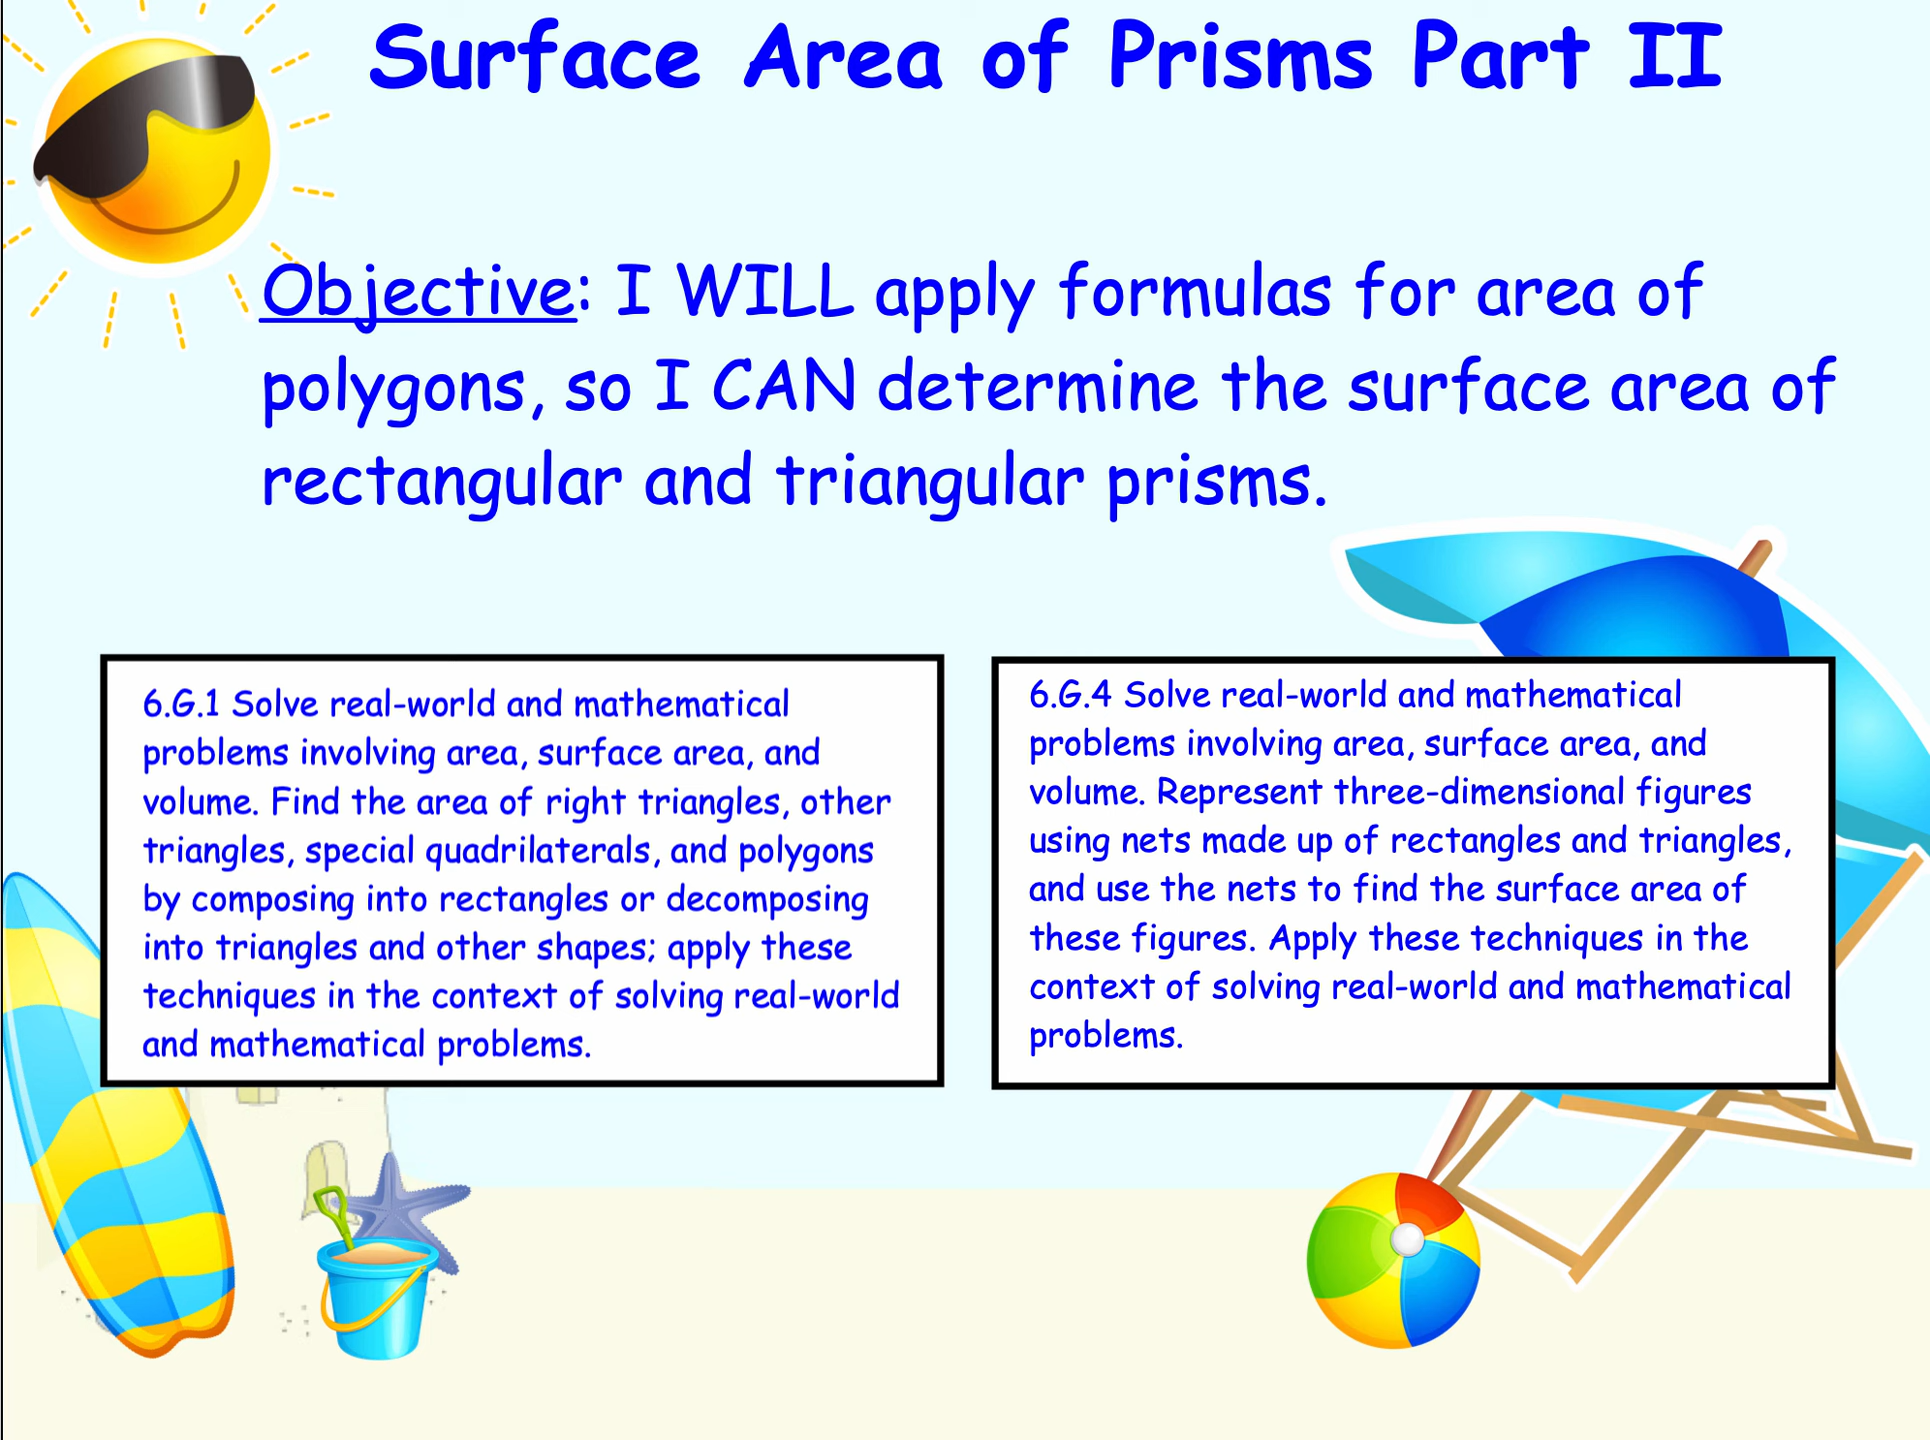 Surface Area of Prisms Part II
Objective: I WILL apply formulas for area of
polygons, so I CAN determine the surface area of
rectangular and triangular prisms.
6.G.1 Solve real-world and mathematical
problems involving area, surface area, and
volume. Find the area of right triangles, other
triangles, special quadrilaterals, and polygons
by composing into rectangles or decomposing
into triangles and other shapes; apply these
techniques in the context of solving real-world
and mathematical problems.
6.G.4 Solve real-world and mathematical
problems involving area, surface area, and
volume. Represent three-dimensional figures
using nets made up of rectangles and triangles,
and use the nets to find the surface area of
these figures. Apply these techniques in the
context of solving real-world and mathematical
problems.